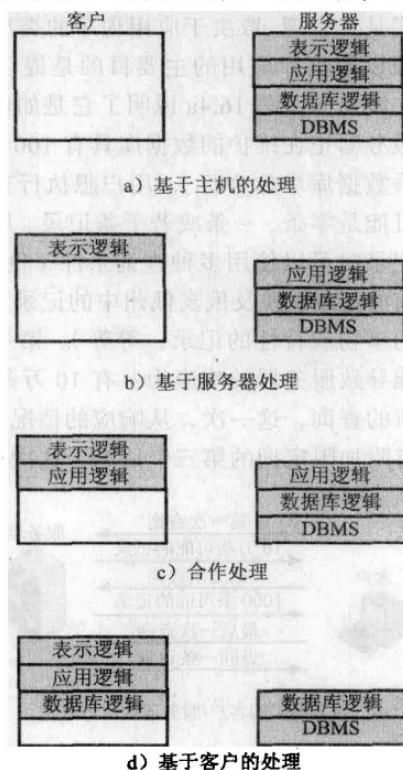 客户
服务器
表示逻辑
应用逻辑
数据库逻辑
DBMS
a）基于主机的处理
表示逻辑
应用逻辑
数据库逻辑
DBMS
b）基于服务器处理
表示逻辑
应用逻辑
应用逻辑
数据库逻辑
DBMS
c）合作处理
表示逻辑
应用逻辑
数据库逻辑
数据库逻辑
DBMS
d）基于客户的处理